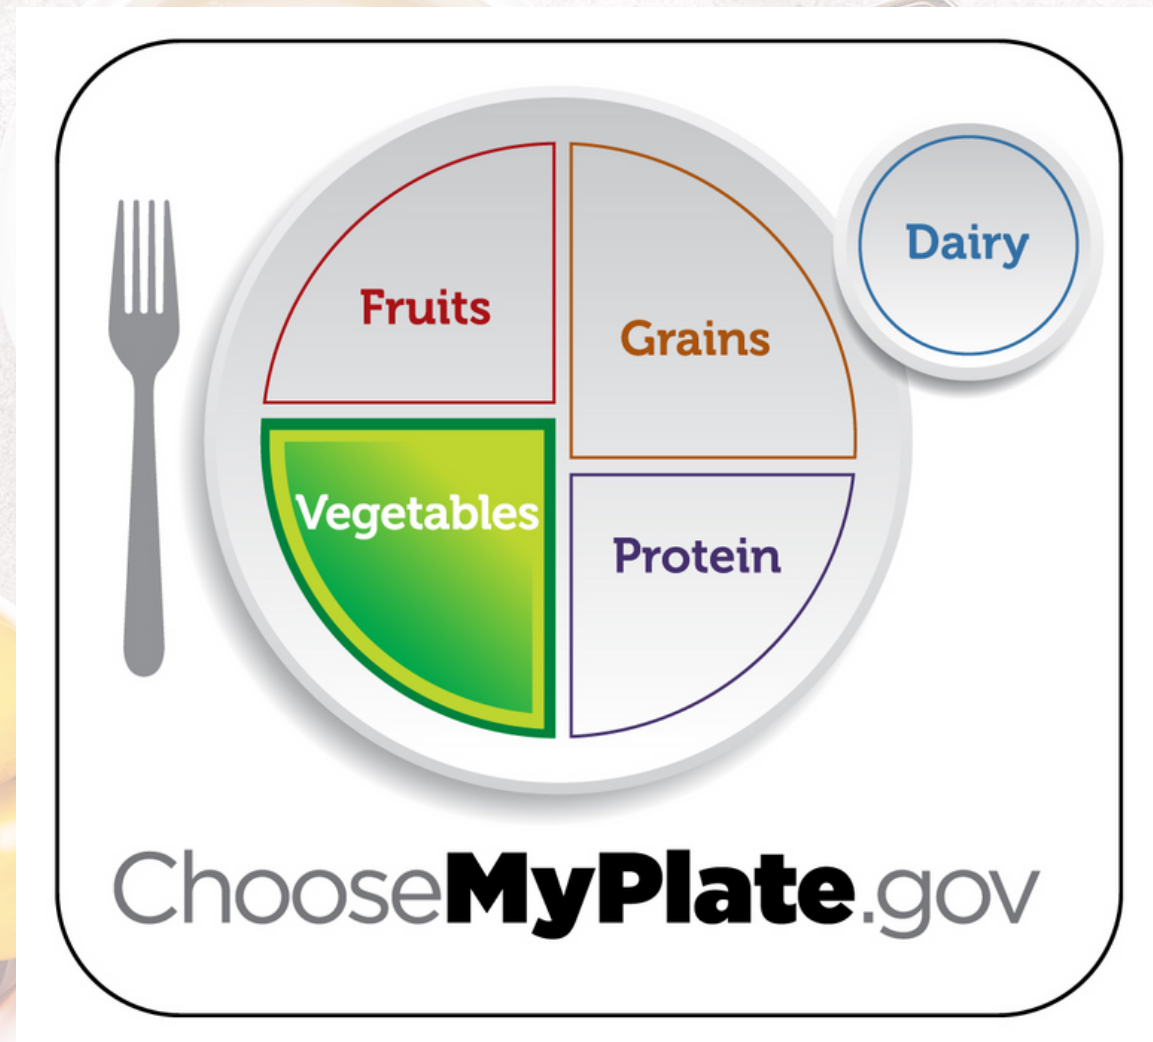 Fruits
Grains
Dairy
Vegetables
Protein
ChooseMyPlate.gov